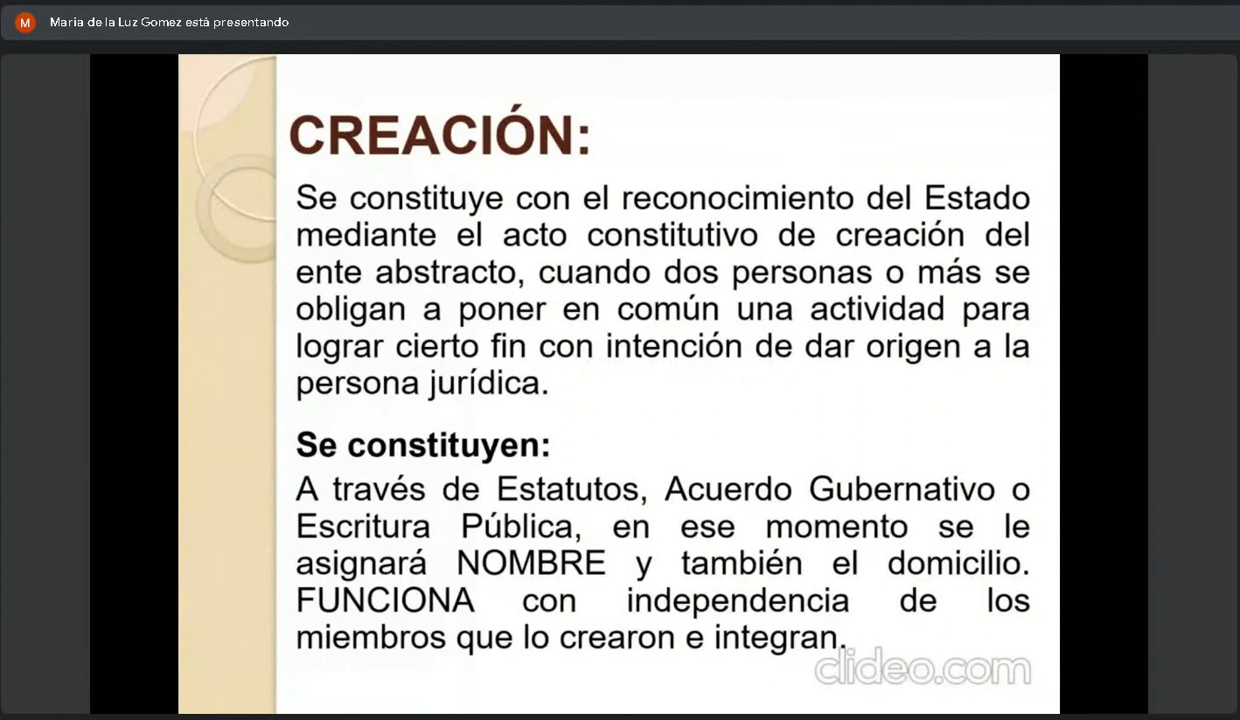 M
Maria de la Luz Gomez está presentando
CREACIÓN:
Se constituye con el reconocimiento del Estado
mediante el acto constitutivo de creación del
ente abstracto, cuando dos personas o más se
obligan a poner en común una actividad para
lograr cierto fin con intención de dar origen a la
persona jurídica.
Se constituyen:
A través de Estatutos, Acuerdo Gubernativo o
Escritura Pública, en ese momento se le
asignará NOMBRE y también el domicilio.
FUNCIONA con independencia de los
miembros que lo crearon e integran.
clideo.com